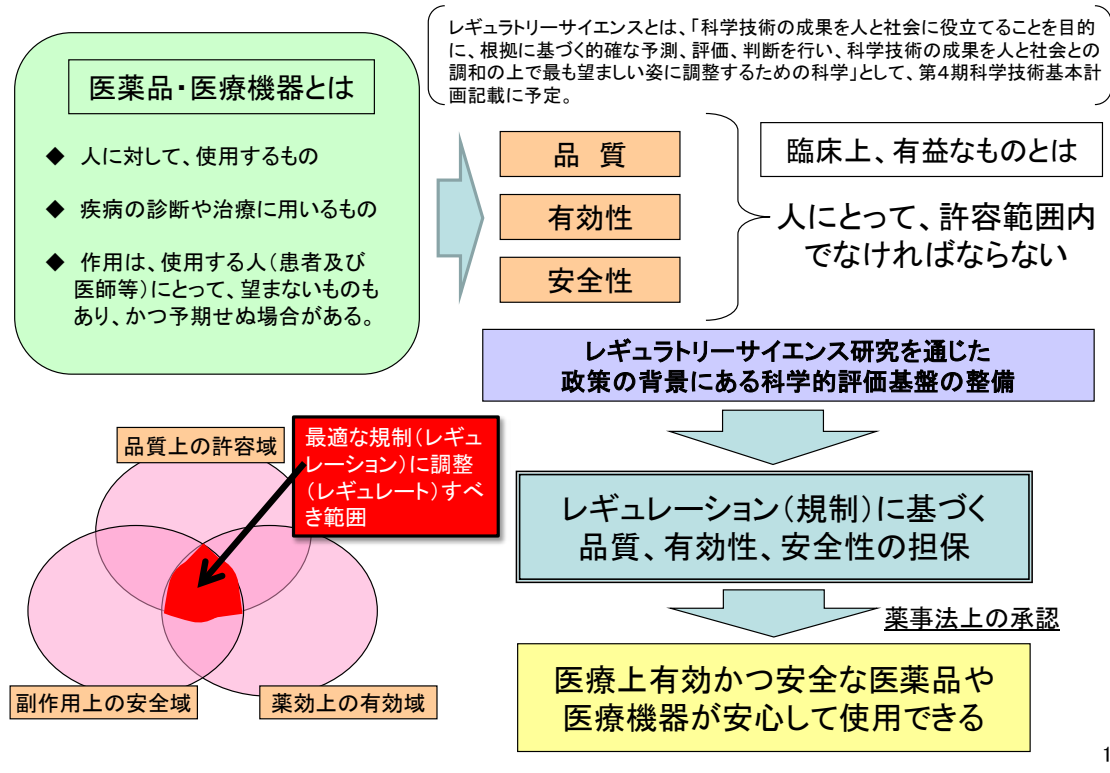 レギュラトリーサイエンスとは、「科学技術の成果を人と社会に役立てることを目的
に、根拠に基づく的確な予測、評価、判断を行い、科学技術の成果を人と社会との
調和の上で最も望ましい姿に調整するための科学」として、第4期科学技術基本計
画記載に予定。
医薬品・医療機器とは
◆ 人に対して、使用するもの
◆ 疾病の診断や治療に用いるもの
◆ 作用は、使用する人(患者及び
医師等)にとって、望まないものも
あり、かつ予期せぬ場合がある。
品 質
有効性
安全性
臨床上、有益なものとは
人にとって、許容範囲内
でなければならない
レギュラトリーサイエンス研究を通じた
政策の背景にある科学的評価基盤の整備
品質上の許容域
最適な規制(レギュ
レーション)に調整
(レギュレート)すべ
き範囲
副作用上の安全域
薬効上の有効域
レギュレーション(規制)に基づく
品質、有効性、安全性の担保
薬事法上の承認
医療上有効かつ安全な医薬品や
医療機器が安心して使用できる
1